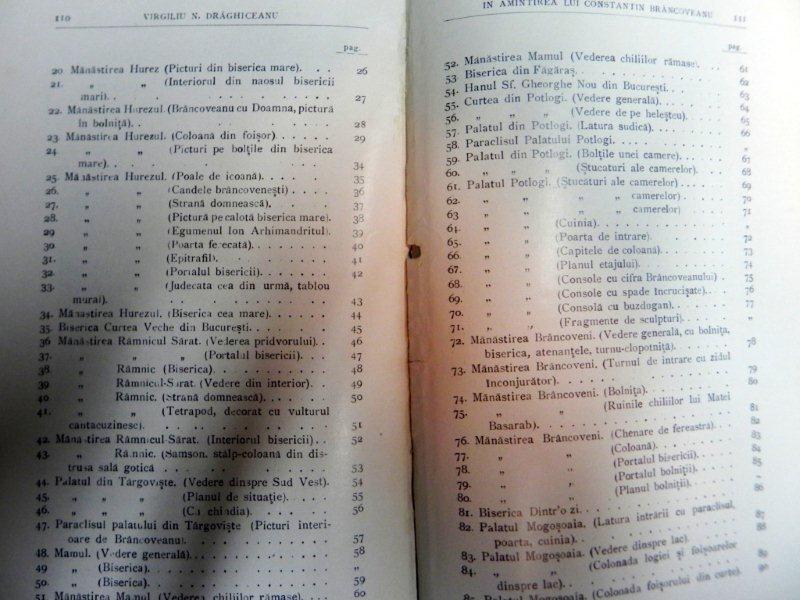 110 VIRGILIU N. DRĂGHICEANU
pag.
20 Mănăstirea Hurez (Picturi din biserica mare). . . 26
21. „ „ (Interiorul din naosul bisericii
mari). . . . . . . . . . 27
22. Mănăstirea Hurezul. (Brâncoveanu cu Doamna, pictură
în bolniță). . . . . . . . . . 28
23. Mănăstirea Hurezul. (Coloană din foișor). . . . . . 29
24 „ „ (Picturi pe bolțile din biserica
mare). . . . . . . . . . 34
25. Mănăstirea Hurezul. (Poale de icoană). . . . . 35
26. „ „ (Candele brâncovenești) . . . . 36
27. „ „ (Strană domnească). . . . . 37
28. „ „ (Pictură pe calotă biserica mare). 38
29 „ „ (Egumenul Ion Arhimandritul). . 39
30 „ „ (Poarta ferecată). . . . . . 40
31 „ „ (Epitrafil). . . . . . . 41
32. „ „ (Portalul bisericii). . . . . . 42
33. „ „ (Judecata cea din urmă, tablou
mural). . . . . . . . . . 43
34. Mănăstirea Hurezul. (Biserica cea mare). . . . . 44
35. Biserica Curtea Veche din București. . . . . . 45
36 Mănăstirea Râmnicul Sărat. (Vederea pridvorului). . 46
37. „ „ „ (Portalul bisericii). . . 47
38. „ Râmnic (Biserica). . . . . . . 48
39 „ Râmnicul-Sărat. (Vedere din interior). . 49
40 „ Râmnic. (Strană domnească). . . . . 50
41. „ „ (Tetrapod, decorat cu vulturul
cantacuzinesc). . . . . . . . . . 51
42. Mănăstirea Râmnicul-Sărat. (Interiorul bisericii) . . 52
43. „ Râmnic. (Samson. stâlp-coloană din dis-
trusa sală gotică . . . . . . . . . 53
44. Palatul din Târgoviște. (Vedere dinspre Sud Vest). 54
45. „ „ „ (Planul de situație). . . . 55
46. „ „ „ (Chindia) . . . . . . 56
47. Paraclisul palatului din Târgoviște (Picturi interi-
oare de Brâncoveanu). . . . . . . . 57
48. Mamul. (Vedere generală). . . . . . . . 58
49 „ (Biserică). . . . . . . . . . „
50. „ (Biserica). . . . . . . . . . 59
51 Mănăstirea Mamul (Vedere chiliilor rămase). . . . 60
IN AMINTIREA LUI CONSTANTIN BRÂNCOVEANU 111
pag
52. Mănăstirea Mamul (Vederea chiliilor rămase). . . 61
53 Biserica din Făgăraș. . . . . . . . . 62
54. Hanul Sf. Gheorghe Nou din București. . . . . 63
55. Curtea din Potlogi. (Vedere generală). . . . . 64
56. „ „ „ (Vedere de pe heleșteu). . . 65
57. Palatul din Potlogi. (Latura sudică). . . . . 66
58. Paraclisul Palatului Potlogi. . . . . . . . „
59. Palatul din Potlogi. (Bolțile unei camere). . . . 67
60. „ „ „ (Stucaturi ale camerelor). . . 68
61. Palatul Potlogi. (Stucaturi ale camerelor) . . . . 69
62. „ „ „ „ camerelor) . . . . 70
63 „ „ „ „ camerelor) . . . . 71
64. „ „ (Cuinia). . . . . . . „
65. „ „ (Poarta de intrare). . . . . 72
66. „ „ (Capitele de coloană). . . . 73
67. „ „ (Planul etajului). . . . . 74
68. „ „ (Console cu cifra Brâncoveanului) . 75
69. „ „ (Console cu spade încrucișate). . . 76
70. „ „ (Consolă cu buzdugan). . . . 77
71. „ „ (Fragmente de sculpturi). . . . „
72. Mănăstirea Brâncoveni. (Vedere generală, cu bolnița,
biserica, atenanțele, turnu-clopotniță). . . . 78
73. Mănăstirea Brâncoveni. (Turnul de intrare cu zidul
înconjurător). . . . . . . . . 79
74. Mănăstirea Brâncoveni. (Bolnița). . . . . . 80
75. „ „ (Ruinile chiliilor lui Matei
Basarab). . . . . . . . . . 81
76. Mănăstirea Brâncoveni. (Chenare de fereastră). . . 82
77. „ „ (Coloană). . . . . . 83
78. „ „ (Portalul bisericii). . . . 84
79. „ „ (Portalul bolniții). . . . 85
80. „ „ (Planul bolniții). . . . 86
81. Biserica Dintr'o zi. . . . . . . . . „
82. Palatul Mogoșoaia. (Latura intrării cu paraclisul,
poarta, cuinia). . . . . . . . 87
83. Palatul Mogoșoaia. (Vedere dinspre lac). . . . 88
84. „ „ (Colonada logiei și foișoarelor
dinspre lac). . . . . . . . . 89
(Colonada foișorului din curte). 90